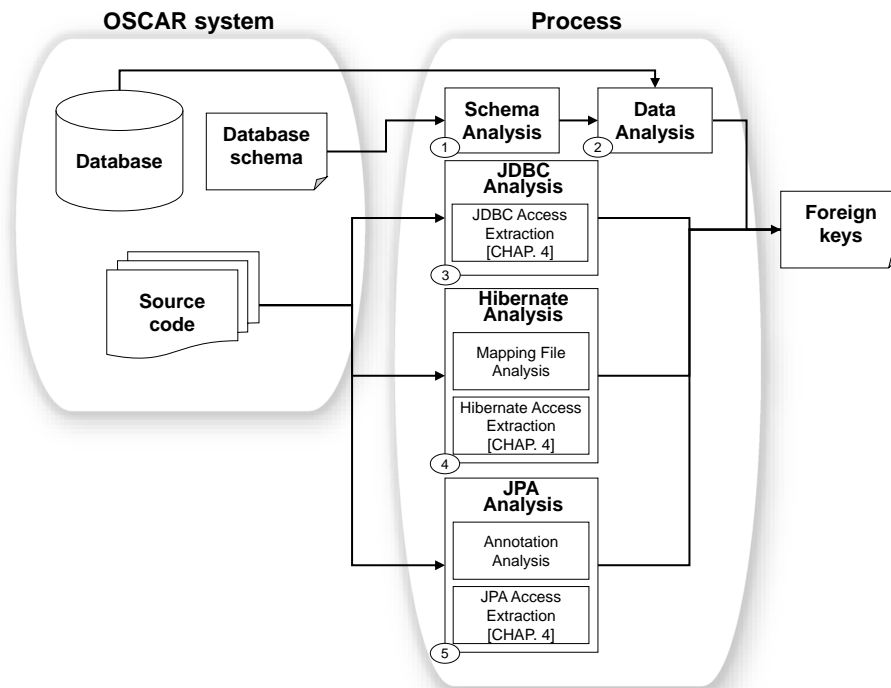 OSCAR system
Process
Database
Database
schema
Source
code
Schema
Analysis
1
Data
Analysis
2
JDBC
Analysis
JDBC Access
Extraction
[CHAP. 4]
3
Hibernate
Analysis
Mapping File
Analysis
Hibernate Access
Extraction
[CHAP. 4]
4
JPA
Analysis
Annotation
Analysis
JPA Access
Extraction
[CHAP. 4]
5
Foreign
keys